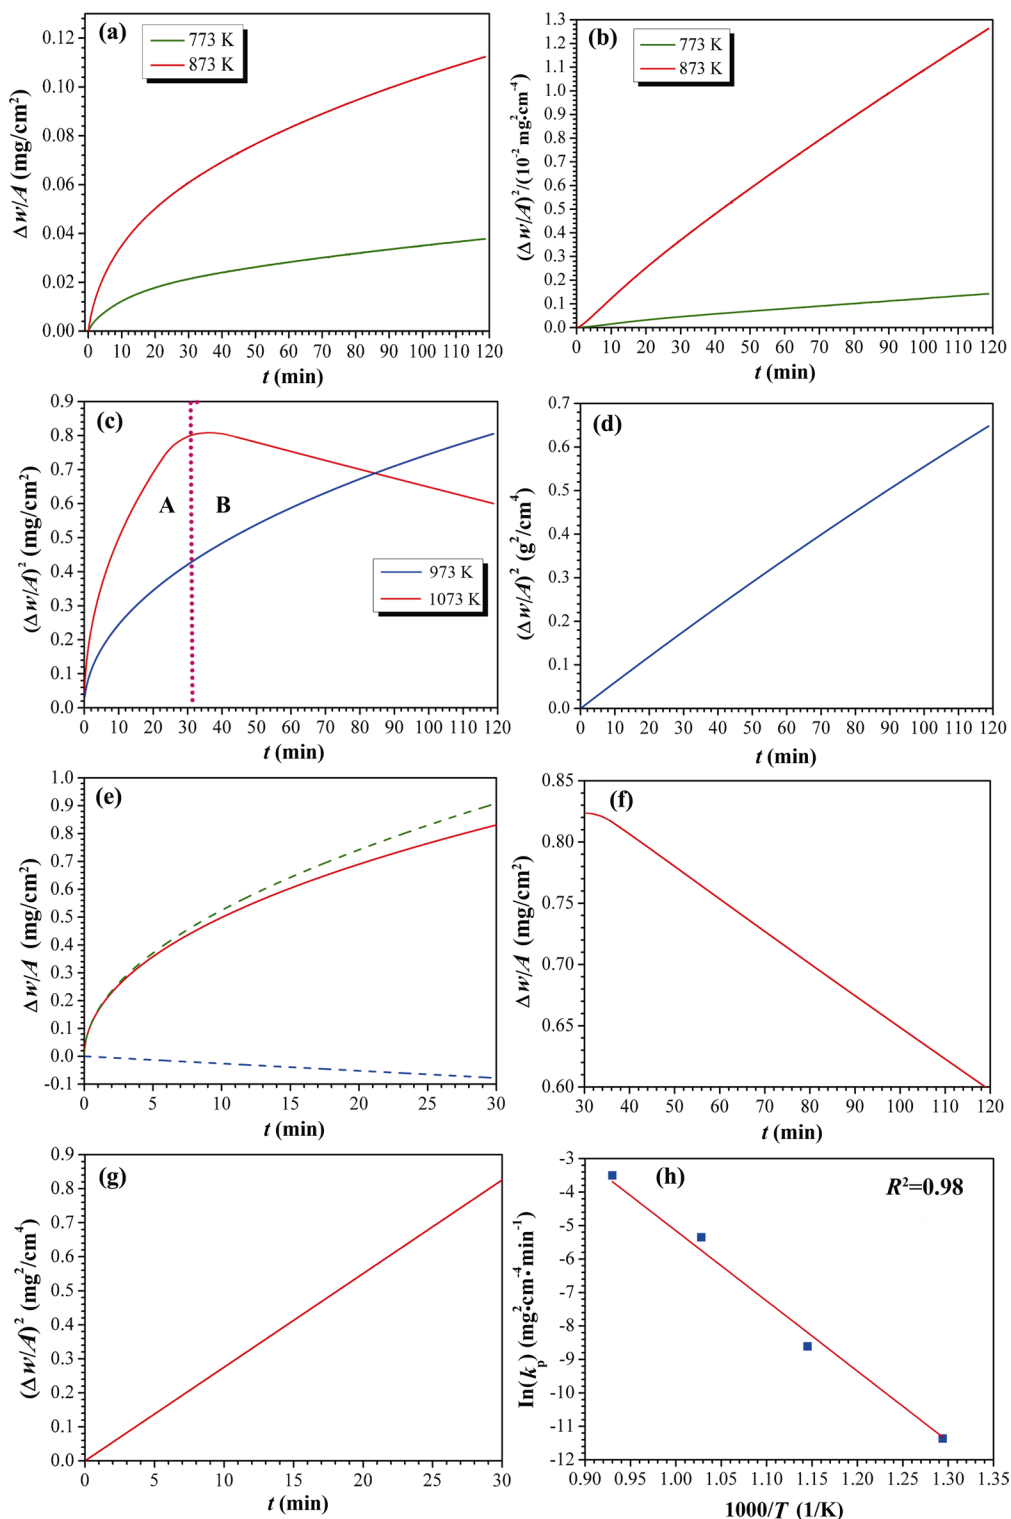 (a)
773 K
873 K
0.12
0.10
0.08
0.06
0.04
0.02
0.00
Δw/A (mg/cm²)
0 10 20 30 40 50 60 70 80 90 100 110 120
t (min)
(b)
773 K
873 K
1.3
1.2
1.1
1.0
0.9
0.8
0.7
0.6
0.5
0.4
0.3
0.2
0.1
0.0
(Δw/A)²/(10⁻² mg²·cm⁻⁴)
0 10 20 30 40 50 60 70 80 90 100 110 120
t (min)
(c)
A
B
973 K
1073 K
0.9
0.8
0.7
0.6
0.5
0.4
0.3
0.2
0.1
0.0
(Δw/A)² (mg/cm²)
0 10 20 30 40 50 60 70 80 90 100 110 120
t (min)
(d)
0.7
0.6
0.5
0.4
0.3
0.2
0.1
0.0
(Δw/A)² (g²/cm⁴)
0 10 20 30 40 50 60 70 80 90 100 110 120
t (min)
(e)
1.0
0.9
0.8
0.7
0.6
0.5
0.4
0.3
0.2
0.1
0.0
-0.1
Δw/A (mg/cm²)
0 5 10 15 20 25 30
t (min)
(f)
0.85
0.80
0.75
0.70
0.65
0.60
Δw/A (mg/cm²)
30 40 50 60 70 80 90 100 110 120
t (min)
(g)
0.9
0.8
0.7
0.6
0.5
0.4
0.3
0.2
0.1
0.0
(Δw/A)² (mg²/cm⁴)
0 5 10 15 20 25 30
t (min)
(h)
R²=0.98
-3
-4
-5
-6
-7
-8
-9
-10
-11
-12
In(kₚ) (mg²·cm⁻⁴·min⁻¹)
0.90 0.95 1.00 1.10 1.15 1.20 1.25 1.30 1.35
1000/T (1/K)